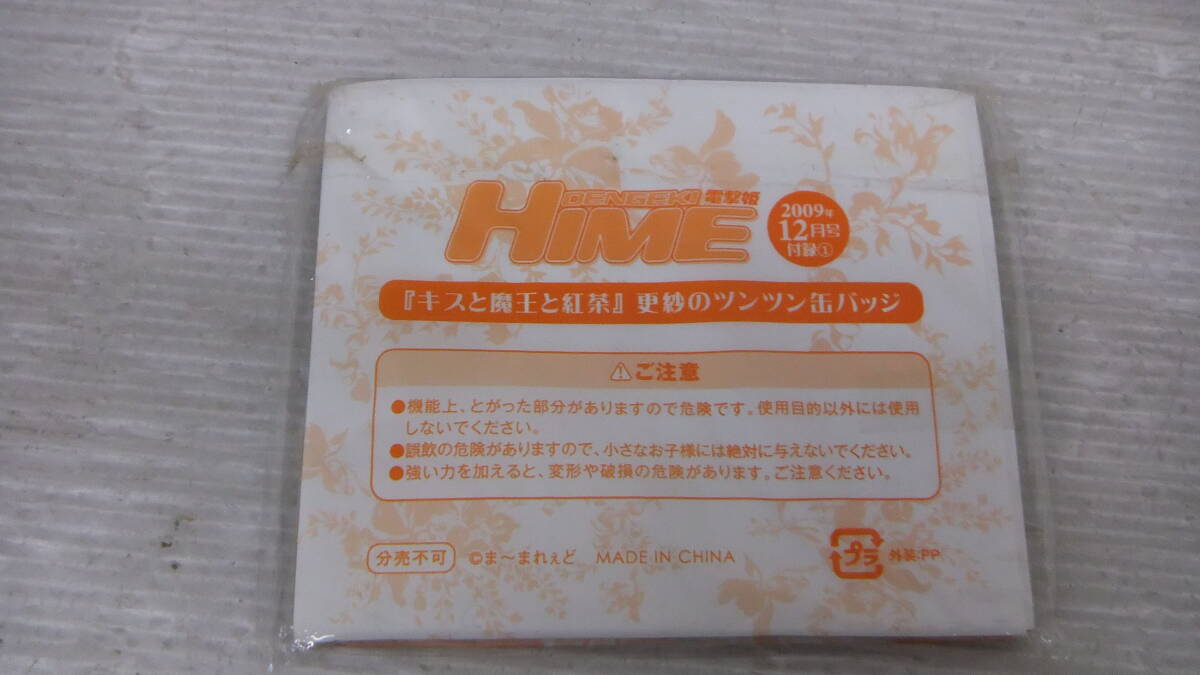 DENGEKI 電撃姫
HIME
2009年
12月号
付録①
『キスと魔王と紅茶』更紗のツンツン缶バッジ
⚠ご注意
●機能上、とがった部分がありますので危険です。使用目的以外には使用
しないでください。
●誤飲の危険がありますので、小さなお子様には絶対に与えないでください。
●強い力を加えると、変形や破損の危険があります。ご注意ください。
分売不可 ©ま〜まれぇど MADE IN CHINA プラ 外装:PP